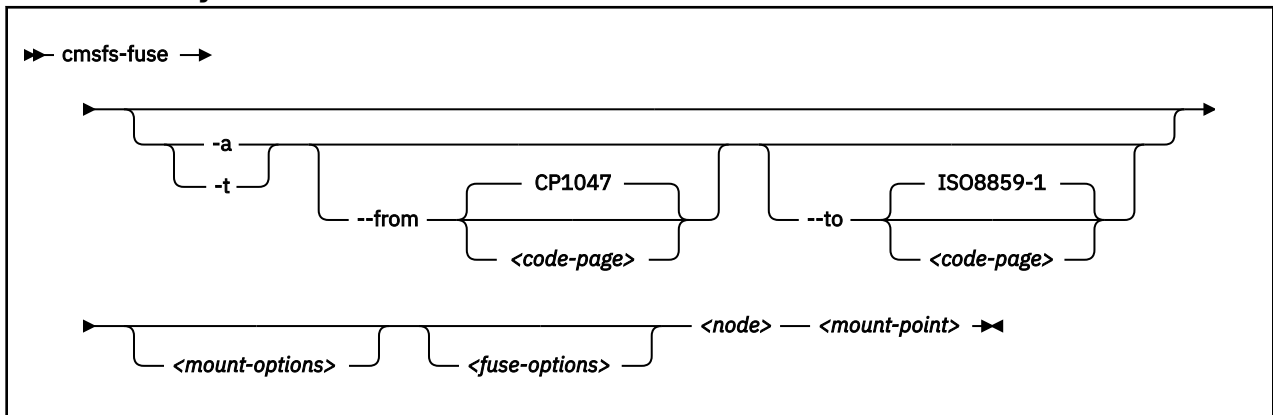 cmsfs-fuse
-a
-t
CP1047
ISO8859-1
--from
--to
<code-page>
<code-page>
<node> <mount-point>
<mount-options>
<fuse-options>